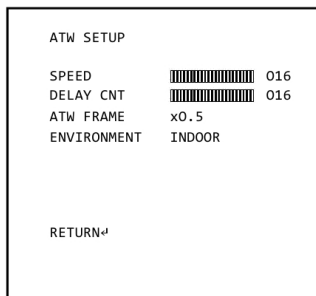 ATW SETUP
SPEED 016
DELAY CNT 016
ATW FRAME x0.5
ENVIRONMENT INDOOR
RETURN↵